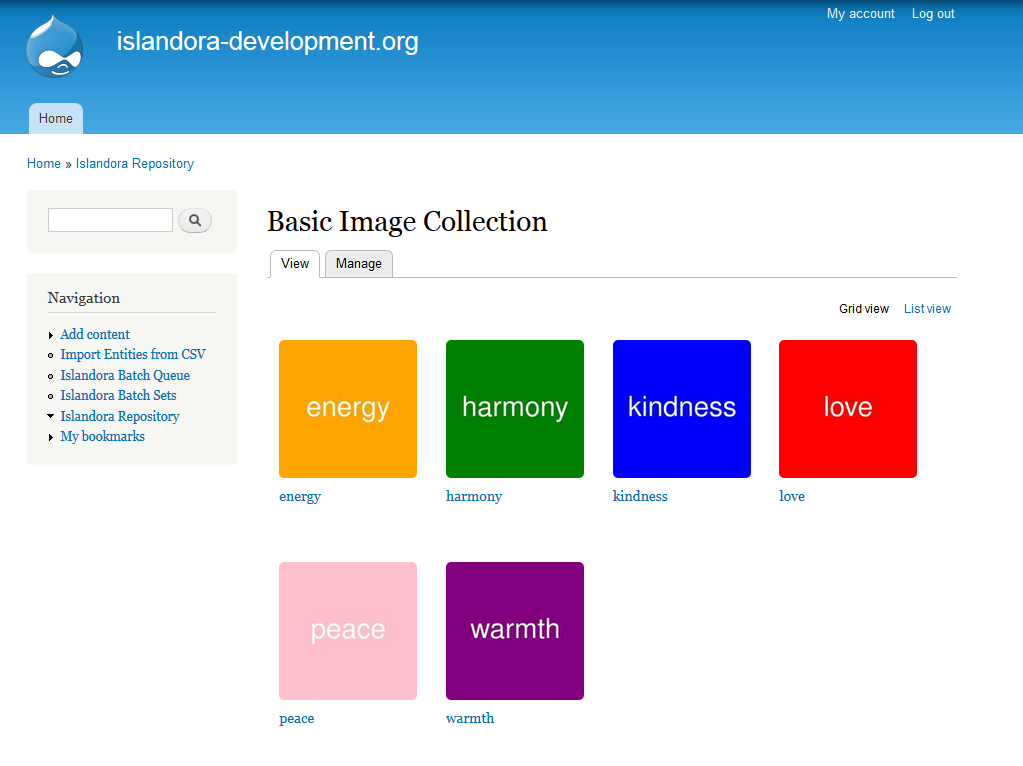 My account Log out
islandora-development.org
Home
Home » Islandora Repository
Basic Image Collection
View Manage
Navigation
Add content
Import Entities from CSV
Islandora Batch Queue
Islandora Batch Sets
Islandora Repository
My bookmarks
Grid view List view
energy harmony kindness love
energy harmony kindness love
peace warmth
peace warmth